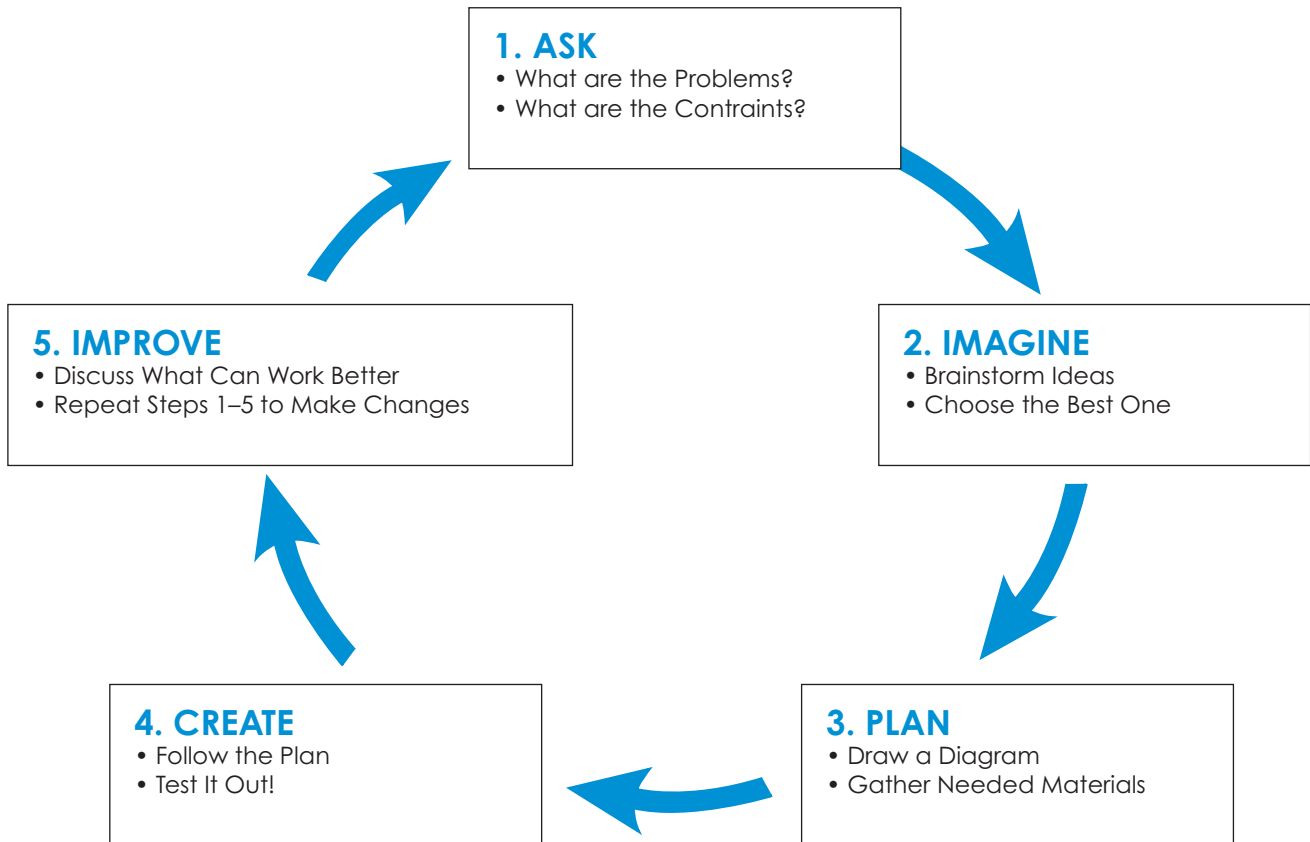 1. ASK
• What are the Problems?
• What are the Contraints?
2. IMAGINE
• Brainstorm Ideas
• Choose the Best One
3. PLAN
• Draw a Diagram
• Gather Needed Materials
4. CREATE
• Follow the Plan
• Test It Out!
5. IMPROVE
• Discuss What Can Work Better
• Repeat Steps 1–5 to Make Changes